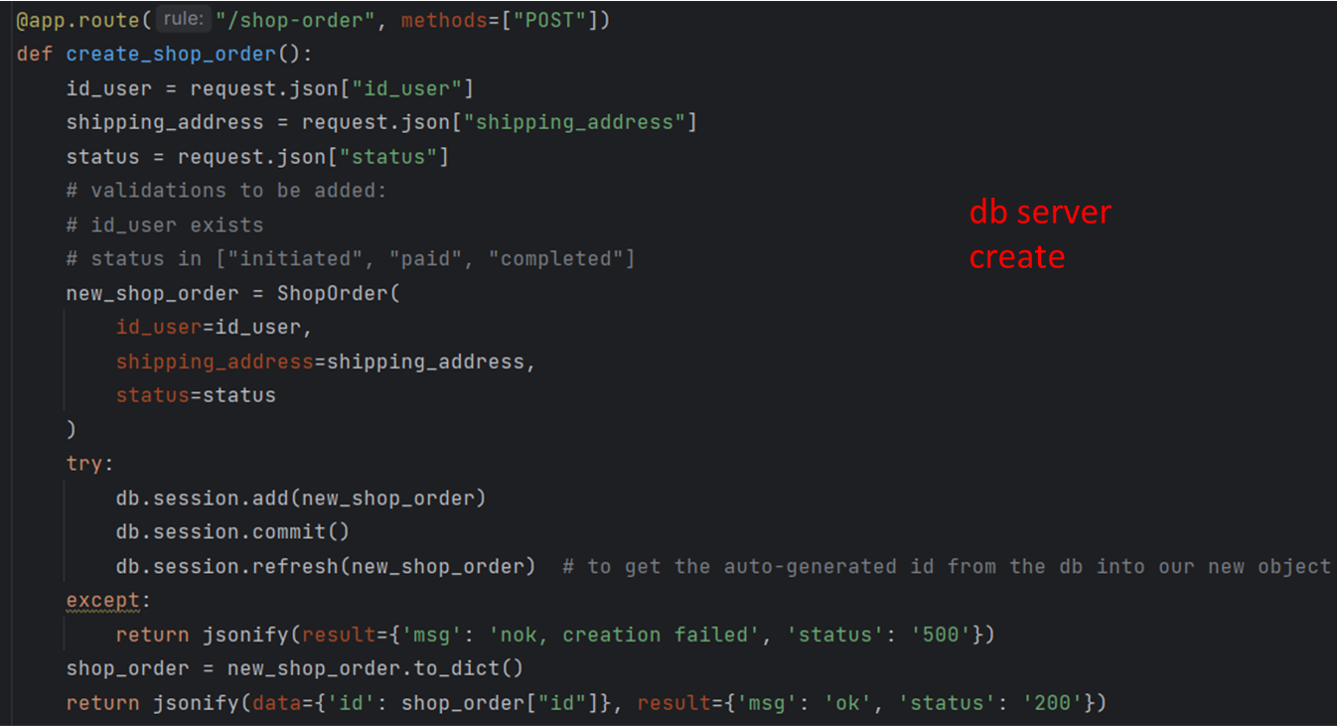 @app.route( rule: "/shop-order", methods=["POST"])
def create_shop_order():
    id_user = request.json["id_user"]
    shipping_address = request.json["shipping_address"]
    status = request.json["status"]
    # validations to be added:
    # id_user exists
    # status in ["initiated", "paid", "completed"]
    new_shop_order = ShopOrder(
        id_user=id_user,
        shipping_address=shipping_address,
        status=status
    )
    try:
        db.session.add(new_shop_order)
        db.session.commit()
        db.session.refresh(new_shop_order)  # to get the auto-generated id from the db into our new object
    except:
        return jsonify(result={'msg': 'nok, creation failed', 'status': '500'})
    shop_order = new_shop_order.to_dict()
    return jsonify(data={'id': shop_order["id"]}, result={'msg': 'ok', 'status': '200'})
db server
create